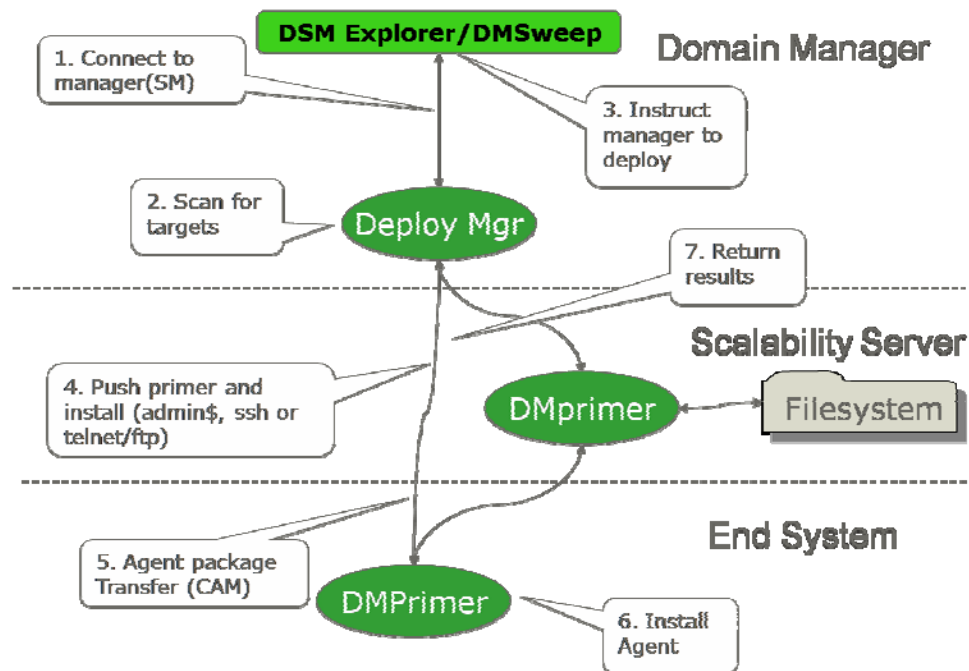 DSM Explorer/DMSweep
Domain Manager
1. Connect to
manager(SM)
3. Instruct
manager to
deploy
2. Scan for
targets
Deploy Mgr
7. Return
results
Scalability Server
4. Push primer and
install (admin$, ssh or
telnet/ftp)
DMprimer
Filesystem
End System
5. Agent package
Transfer (CAM)
DMPrimer
6. Install
Agent